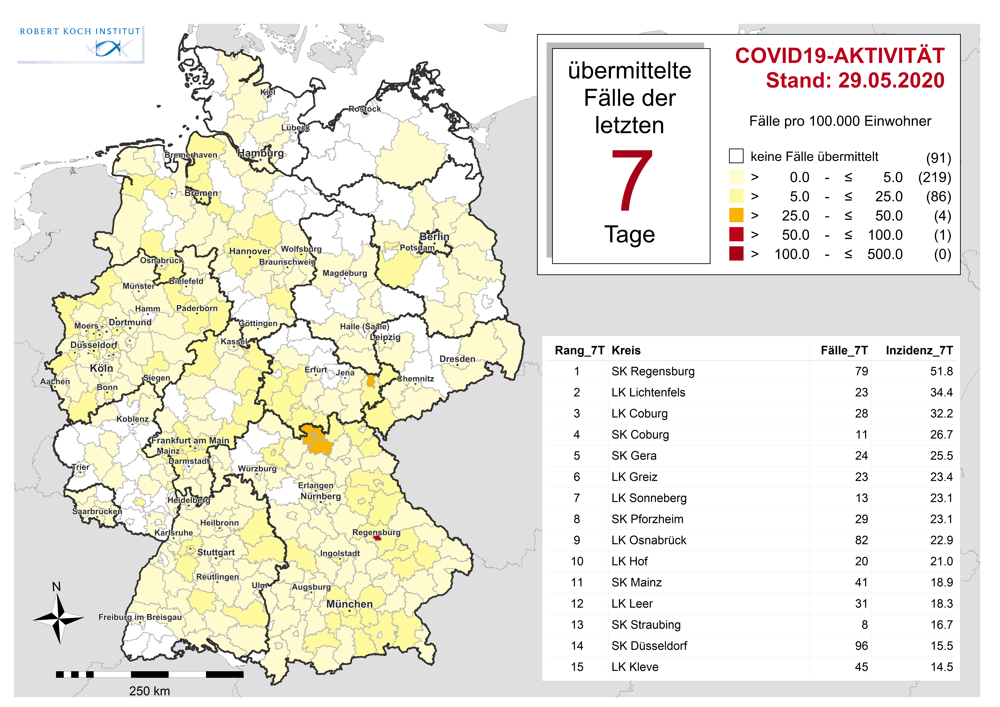 ROBERT KOCH INSTITUT
übermittelte
Fälle der
letzten
7
Tage
COVID19-AKTIVITÄT
Stand: 29.05.2020
Fälle pro 100.000 Einwohner
keine Fälle übermittelt (91)
> 0.0 - ≤ 5.0 (219)
> 5.0 - ≤ 25.0 (86)
> 25.0 - ≤ 50.0 (4)
> 50.0 - ≤ 100.0 (1)
> 100.0 - ≤ 500.0 (0)
Kiel
Rostock
Lübeck
Bremerhaven
Hamburg
Bremen
Berlin
Potsdam
Hannover
Wolfsburg
Osnabrück
Braunschweig
Magdeburg
Bielefeld
Münster
Hamm
Paderborn
Moers
Dortmund
Göttingen
Halle (Saale)
Leipzig
Kassel
Düsseldorf
Dresden
Köln
Erfurt
Jena
Siegen
Chemnitz
Aachen
Bonn
Koblenz
Frankfurt am Main
Mainz
Darmstadt
Trier
Würzburg
Erlangen
Nürnberg
Heidelberg
Saarbrücken
Heilbronn
Karlsruhe
Regensburg
Stuttgart
Ingolstadt
Reutlingen
Ulm
Augsburg
München
Freiburg im Breisgau
N
250 km
Rang_7T Kreis Fälle_7T Inzidenz_7T
1 SK Regensburg 79 51.8
2 LK Lichtenfels 23 34.4
3 LK Coburg 28 32.2
4 SK Coburg 11 26.7
5 SK Gera 24 25.5
6 LK Greiz 23 23.4
7 LK Sonneberg 13 23.1
8 SK Pforzheim 29 23.1
9 LK Osnabrück 82 22.9
10 LK Hof 20 21.0
11 SK Mainz 41 18.9
12 LK Leer 31 18.3
13 SK Straubing 8 16.7
14 SK Düsseldorf 96 15.5
15 LK Kleve 45 14.5